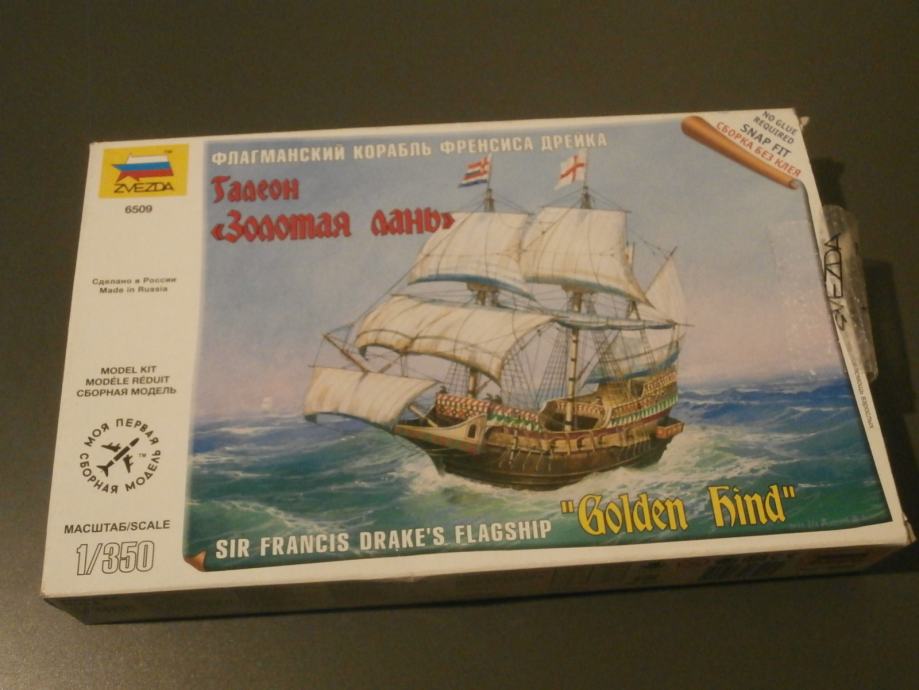 ZVEZDA
™
6509
Сделано в России
Made in Russia
MODEL KIT
MODÈLE RÉDUIT
СБОРНАЯ МОДЕЛЬ
МОЯ ПЕРВАЯ
СБОРНАЯ МОДЕЛЬ
™
МАСШТАБ/SCALE
1/350
ФЛАГМАНСКИЙ КОРАБЛЬ ФРЕНСИСА ДРЕЙКА
Галеон
«Золотая лань»
NO GLUE
REQUIRED
SNAP FIT
СБОРКА БЕЗ КЛЕЯ
ZVEZDA
SIR FRANCIS DRAKE'S FLAGSHIP "Golden Hind"